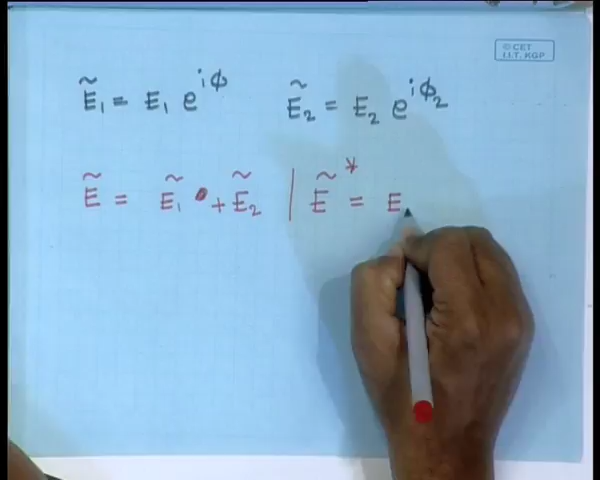 © CET
I.I.T. KGP
Ẽ₁ = E₁ e^{iϕ} Ẽ₂ = E₂ e^{iϕ₂}
Ẽ = Ẽ₁ + Ẽ₂ | Ẽ* = E